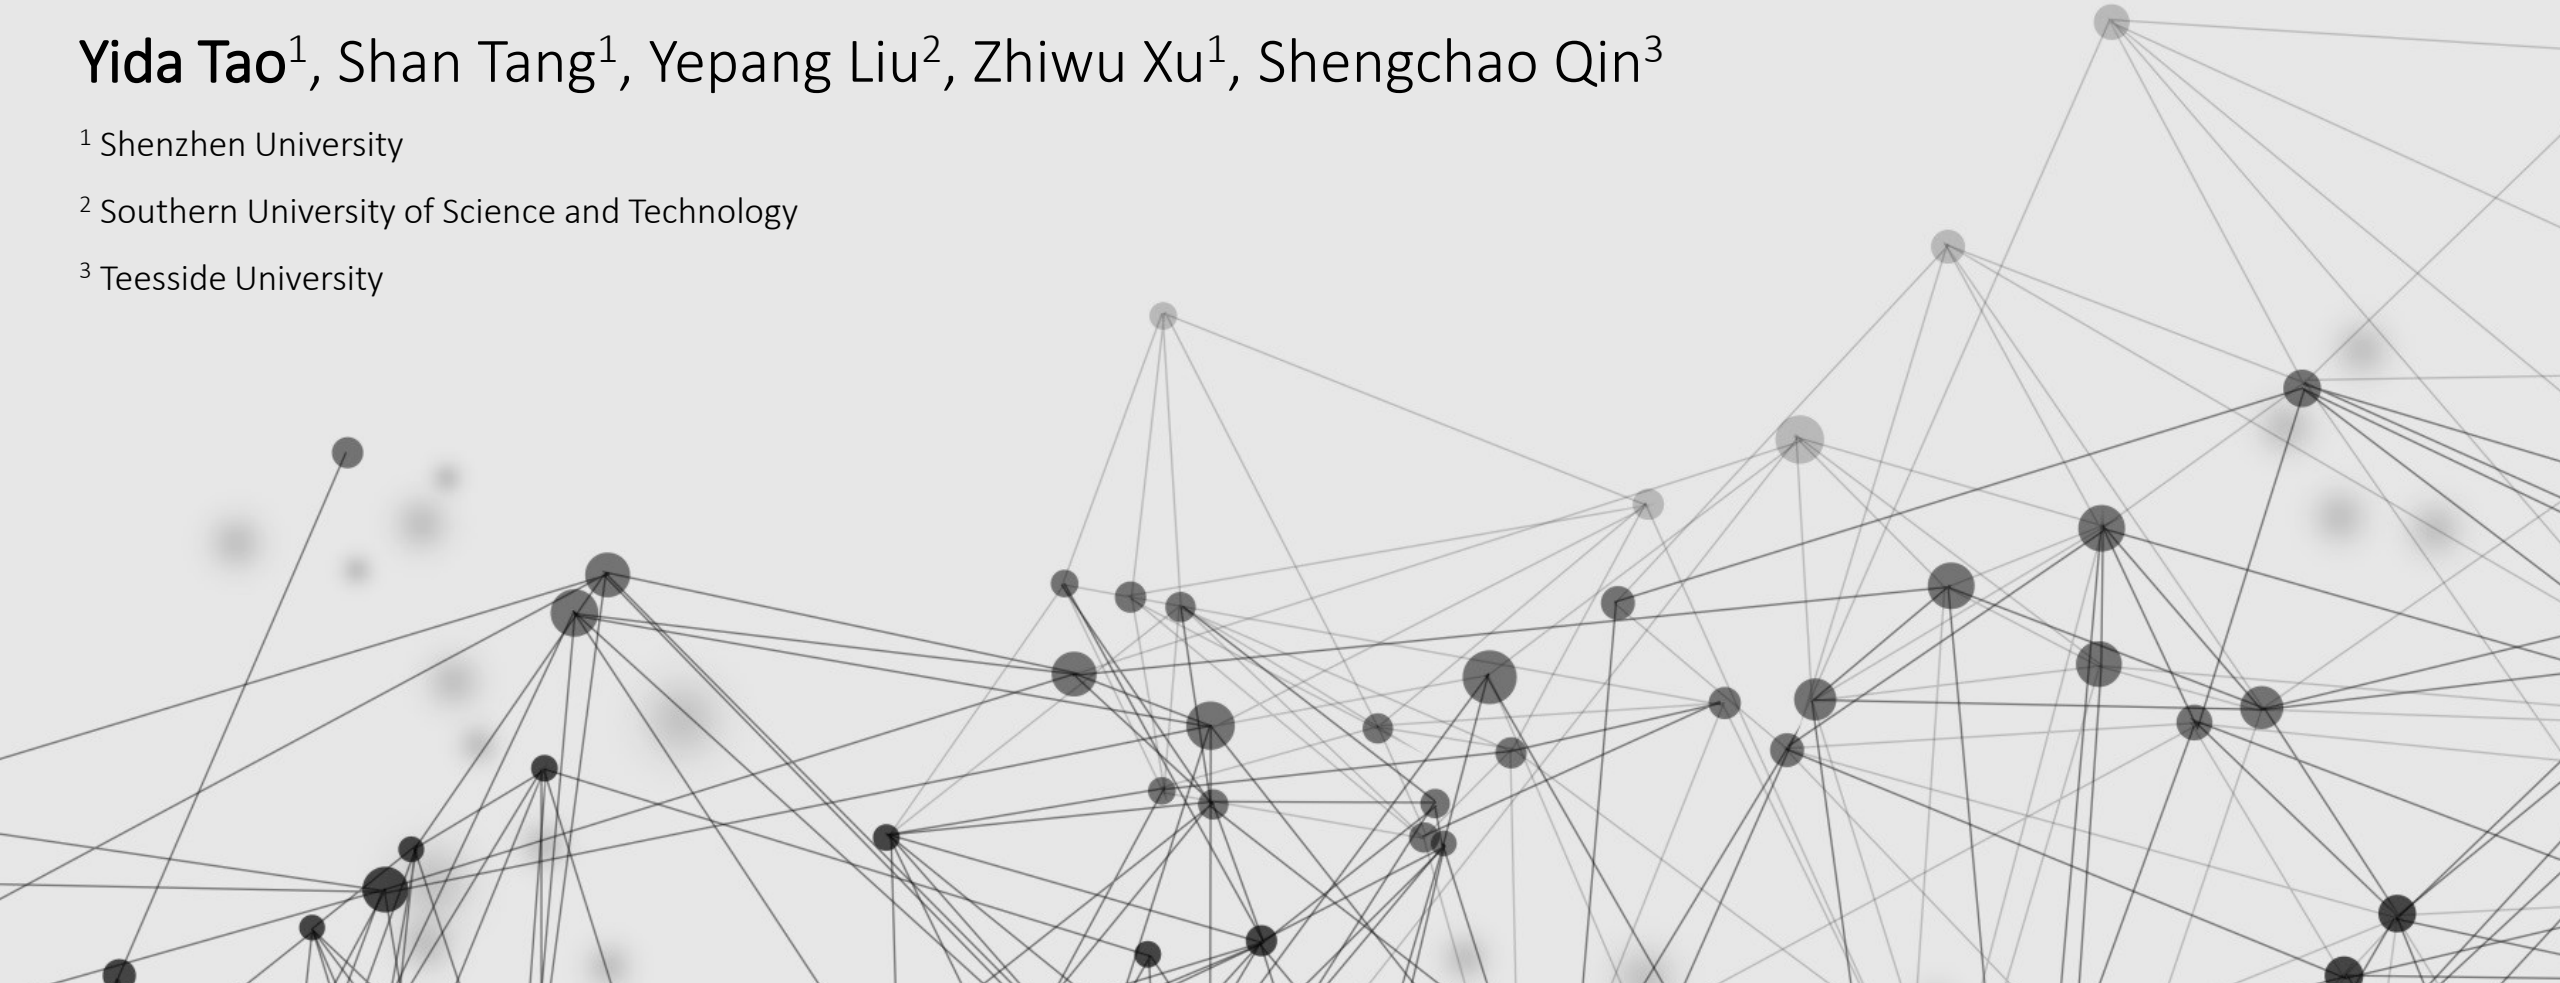 Yida Tao¹, Shan Tang¹, Yepang Liu², Zhiwu Xu¹, Shengchao Qin³
¹ Shenzhen University
² Southern University of Science and Technology
³ Teesside University